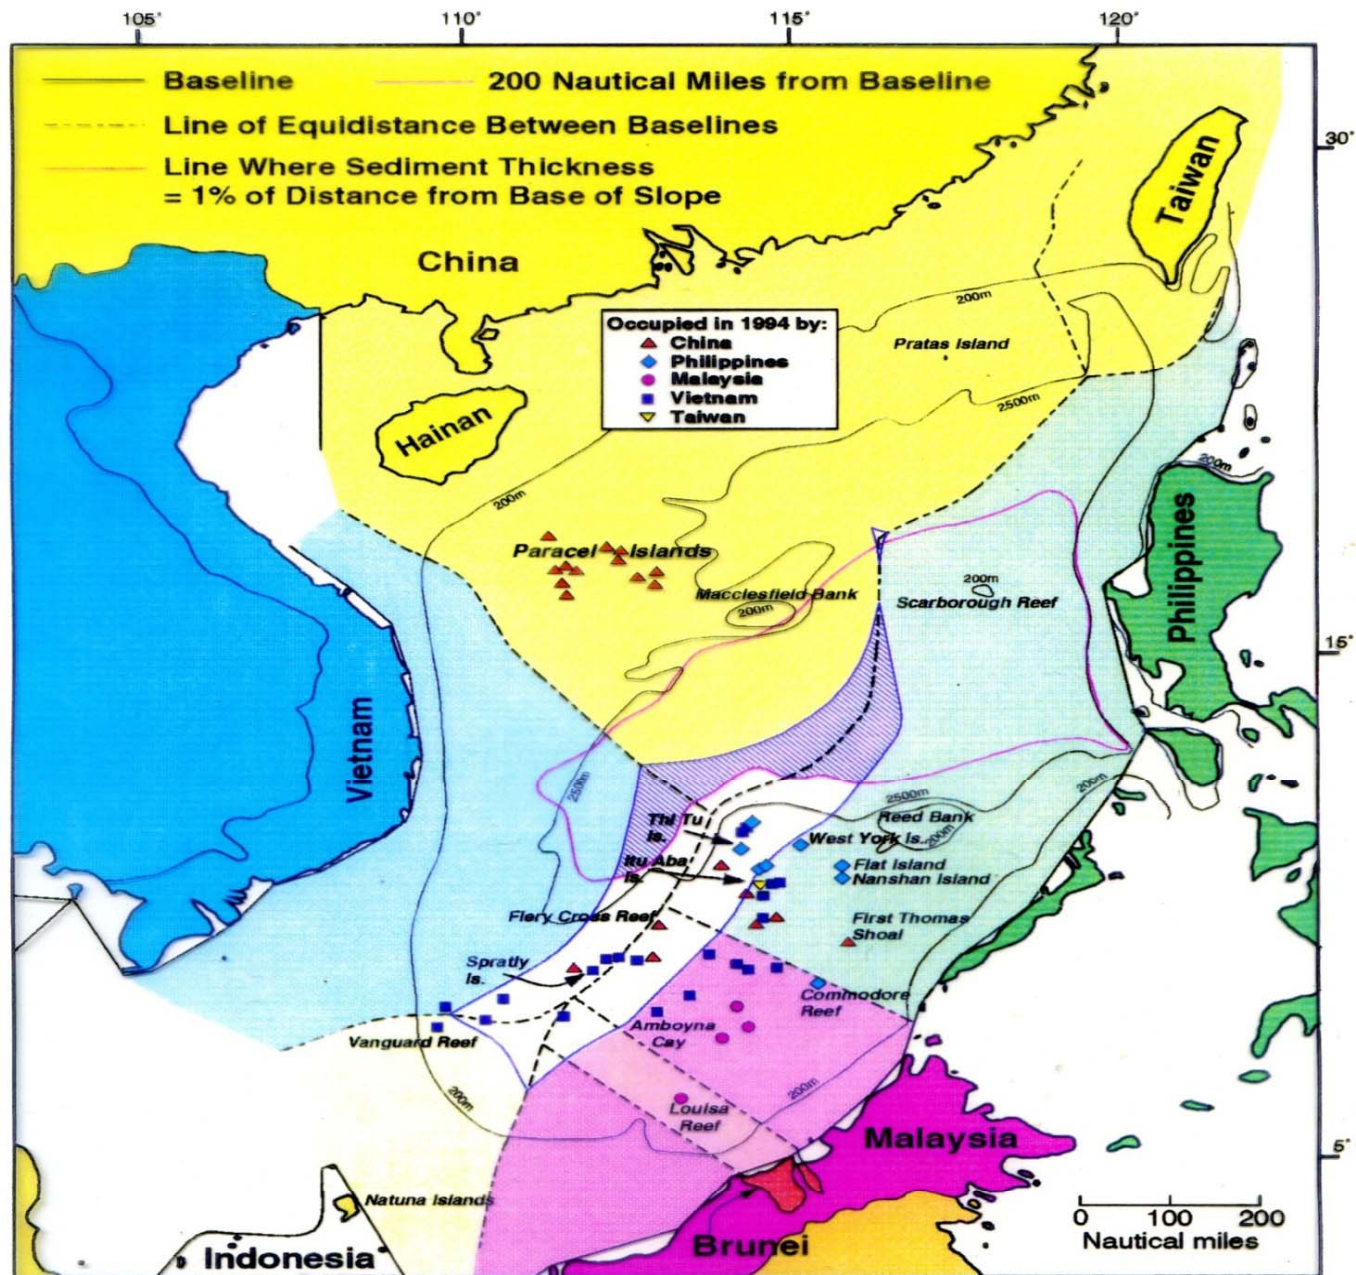 105°
110°
115°
120°
Baseline
200 Nautical Miles from Baseline
Line of Equidistance Between Baselines
Line Where Sediment Thickness
= 1% of Distance from Base of Slope
30°
Taiwan
China
200m
Occupied in 1994 by:
China
Philippines
Malaysia
Vietnam
Taiwan
Pratas Island
2500m
Hainan
200m
200m
Philippines
Paracel Islands
Macclesfield Bank
200m
200m
Scarborough Reef
15°
Vietnam
2500m
2500m
200m
Thi Tu
Is.
Reed Bank
200m
West York Is.
Itu Aba
Is.
Flat Island
Nanshan Island
Fiery Cross Reef
First Thomas
Shoal
Spratly
Is.
Commodore
Reef
Amboyna
Cay
Vanguard Reef
200m
200m
Louisa
Reef
Malaysia
5°
Natuna Islands
0 100 200
Nautical miles
Brunei
Indonesia